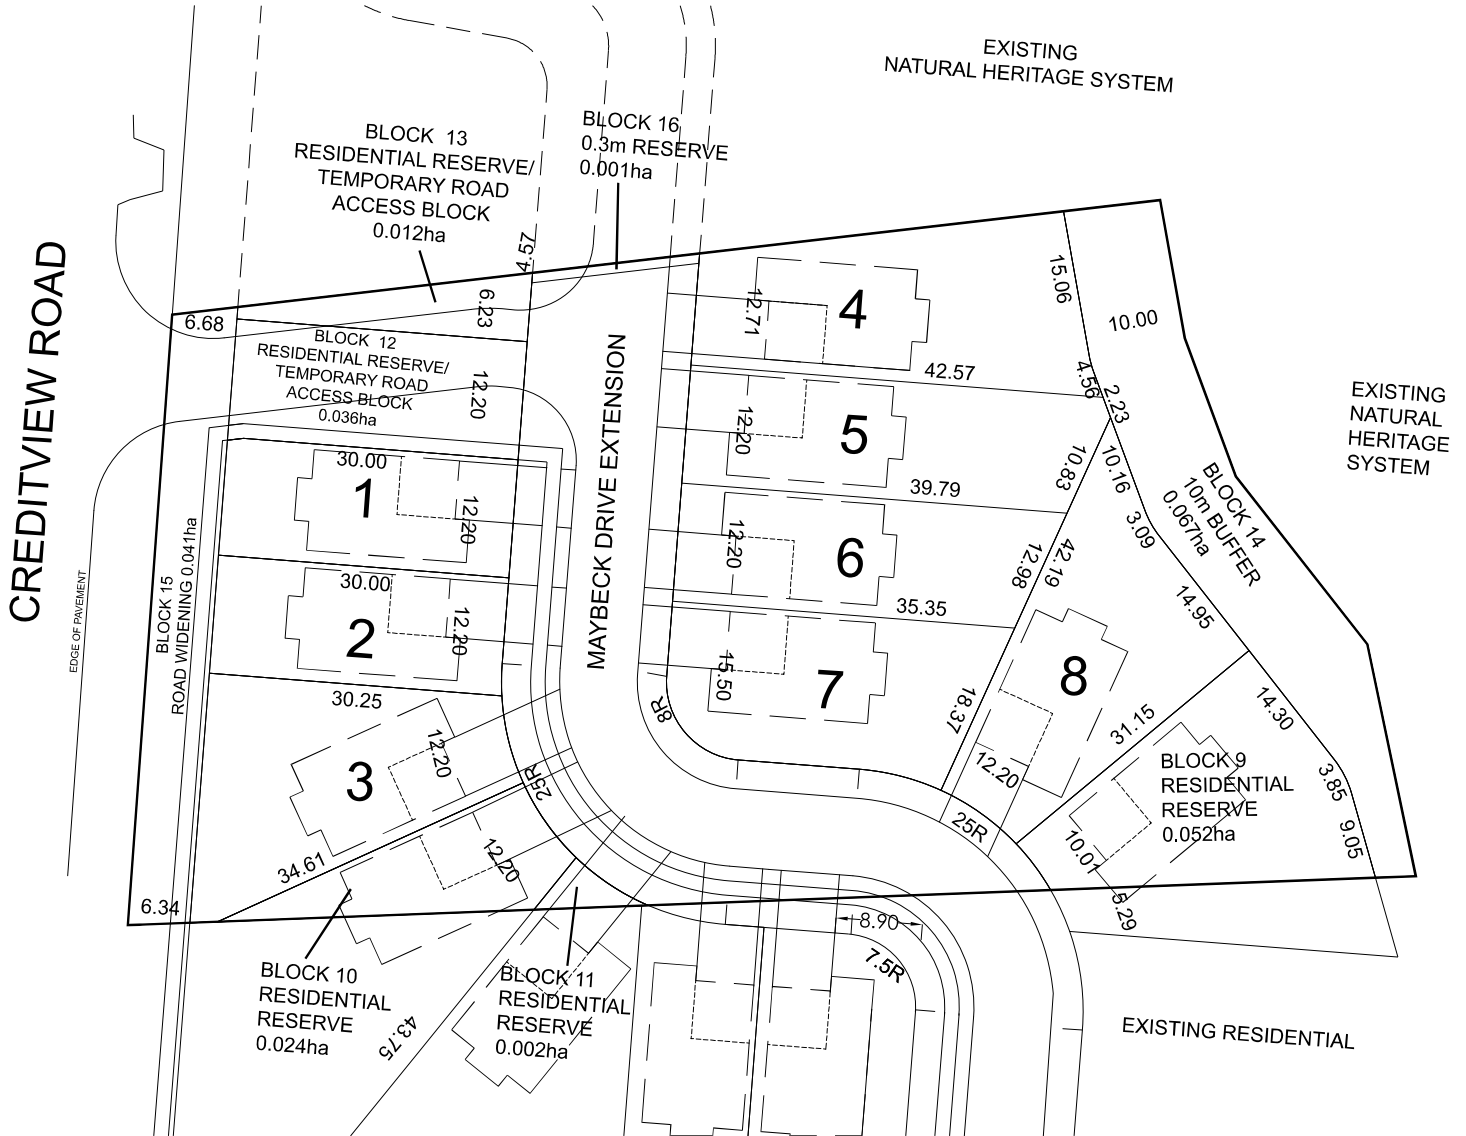 EXISTING
NATURAL HERITAGE SYSTEM
BLOCK 13
RESIDENTIAL RESERVE/
TEMPORARY ROAD
ACCESS BLOCK
0.012ha
BLOCK 16
0.3m RESERVE
0.001ha
4.57
6.23
6.68
BLOCK 12
RESIDENTIAL RESERVE/
TEMPORARY ROAD
ACCESS BLOCK
0.036ha
12.20
CREDITVIEW ROAD
EDGE OF PAVEMENT
BLOCK 15
ROAD WIDENING 0.041ha
MAYBECK DRIVE EXTENSION
30.00
1
12.20
30.00
2
12.20
30.25
3
12.20
25R
34.61
12.20
6.34
4
12.71
42.57
5
12.20
39.79
6
12.20
35.35
7
15.50
8R
15.06
10.00
4.56
2.23
10.83
10.16
3.09
42.19
12.98
18.37
14.95
8
12.20
31.15
25R
BLOCK 14
10m BUFFER
0.067ha
EXISTING
NATURAL
HERITAGE
SYSTEM
14.30
3.85
9.05
BLOCK 9
RESIDENTIAL
RESERVE
0.052ha
10.01
5.29
8.90
7.5R
BLOCK 10
RESIDENTIAL
RESERVE
0.024ha
43.75
BLOCK 11
RESIDENTIAL
RESERVE
0.002ha
EXISTING RESIDENTIAL